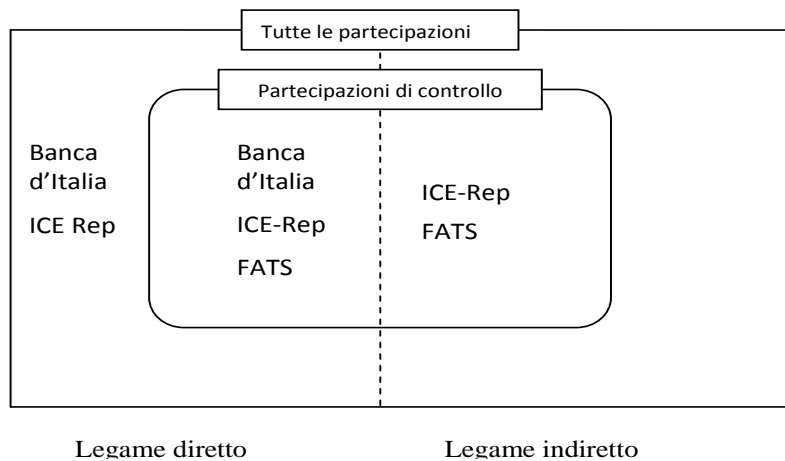 Tutte le partecipazioni
Partecipazioni di controllo
Banca
d’Italia
ICE Rep
Banca
d’Italia
ICE-Rep
FATS
ICE-Rep
FATS
Legame diretto
Legame indiretto